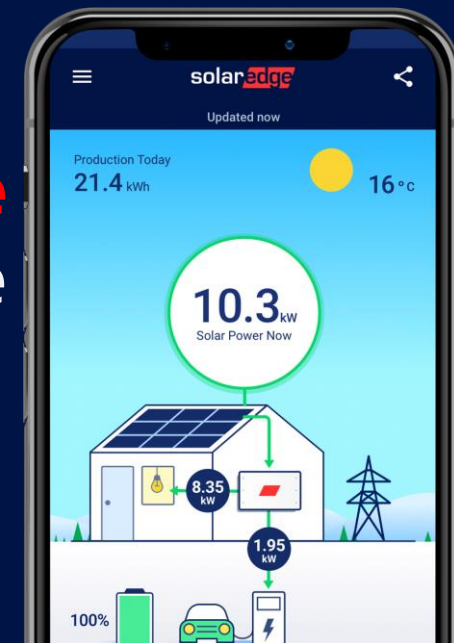 solaredge
Updated now
Production Today
21.4 kWh
16°C
10.3 kW
Solar Power Now
8.35
kW
1.95
kW
100%